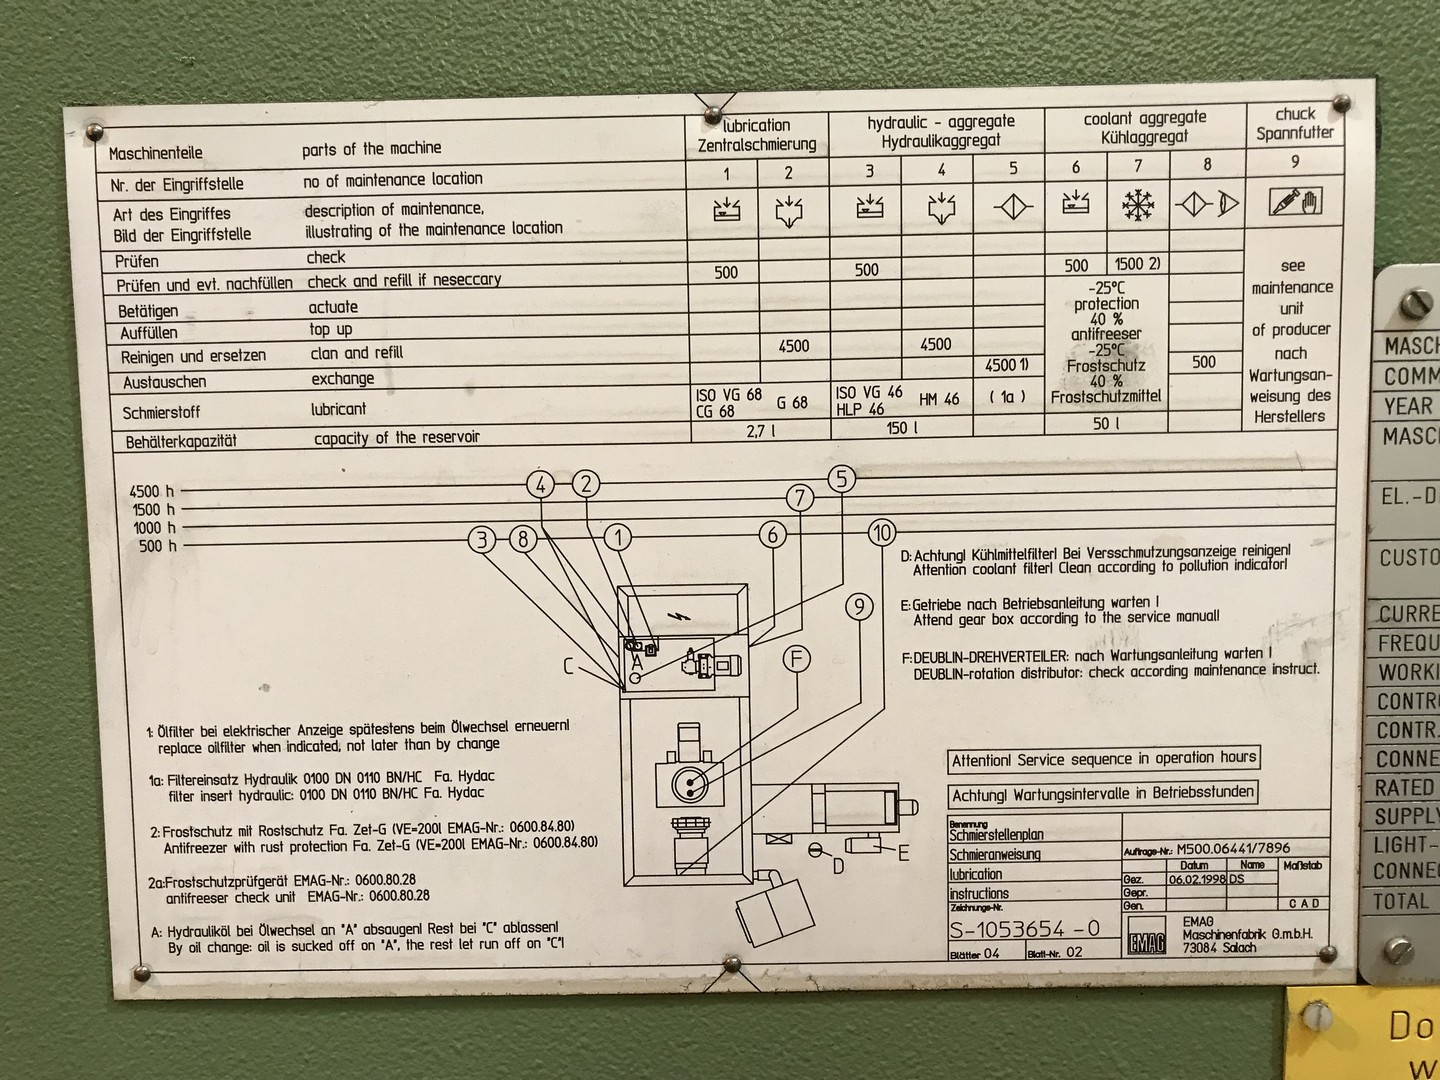 lubrication
Zentralschmierung
hydraulic - aggregate
Hydraulikaggregat
coolant aggregate
Kühlaggregat
chuck
Spannfutter
Maschinenteile parts of the machine
Nr. der Eingriffstelle no of maintenance location 1 2 3 4 5 6 7 8 9
Art des Eingriffes description of maintenance,
Bild der Eingriffstelle illustrating of the maintenance location
Prüfen check
Prüfen und evt. nachfüllen check and refill if neseccary 500 500 500 1500 2)
Betätigen actuate
Auffüllen top up
Reinigen und ersetzen clan and refill 4500 4500
Austauschen exchange 4500 1) 500
Schmierstoff lubricant
ISO VG 68
CG 68
G 68
ISO VG 46
HLP 46
HM 46
( 1a )
-25°C
protection
40 %
antifreeser
-25°C
Frostschutz
40 %
Frostschutzmittel
see
maintenance
unit
of producer
nach
Wartungsan-
weisung des
Herstellers
Behälterkapazität capacity of the reservoir 2,7 l 150 l 50 l
4500 h
1500 h
1000 h
500 h
4 2 5
7
3 8 1 6 10
9
F
C
A
D
E
D: Achtung! Kühlmittelfilter! Bei Versschmutzungsanzeige reinigen!
Attention coolant filter! Clean according to pollution indicator!
E: Getriebe nach Betriebsanleitung warten !
Attend gear box according to the service manual!
F: DEUBLIN-DREHVERTEILER: nach Wartungsanleitung warten !
DEUBLIN-rotation distributor: check according maintenance instruct.
1: Ölfilter bei elektrischer Anzeige spätestens beim Ölwechsel erneuern!
replace oilfilter when indicated, not later than by change
1a: Filtereinsatz Hydraulik 0100 DN 0110 BN/HC Fa. Hydac
filter insert hydraulic: 0100 DN 0110 BN/HC Fa. Hydac
2: Frostschutz mit Rostschutz Fa. Zet-G (VE=200l EMAG-Nr.: 0600.84.80)
Antifreezer with rust protection Fa. Zet-G (VE=200l EMAG-Nr.: 0600.84.80)
2a: Frostschutzprüfgerät EMAG-Nr.: 0600.80.28
antifreeser check unit EMAG-Nr.: 0600.80.28
A: Hydrauliköl bei Ölwechsel an "A" absaugen! Rest bei "C" ablassen!
By oil change: oil is sucked off on "A", the rest let run off on "C"!
Attention! Service sequence in operation hours
Achtung! Wartungsintervalle in Betriebsstunden
Benennung
Schmierstellenplan
Schmieranweisung
lubrication
instructions
Zeichnungs-Nr.
S-1053654 -0
Blätter 04 Blatt-Nr. 02
Auftrags-Nr.: M500.06441/7896
Datum Name Maßstab
Gez. 06.02.1998 DS
Gepr.
Gen. CAD
EMAG
EMAG
Maschinenfabrik G.m.b.H.
73084 Salach
MASCH
COMM
YEAR
MASC
EL.-D
CUSTO
CURRE
FREQU
WORKI
CONTRO
CONTR.
CONNE
RATED
SUPPLY
LIGHT-
CONNEC
TOTAL
Do
w